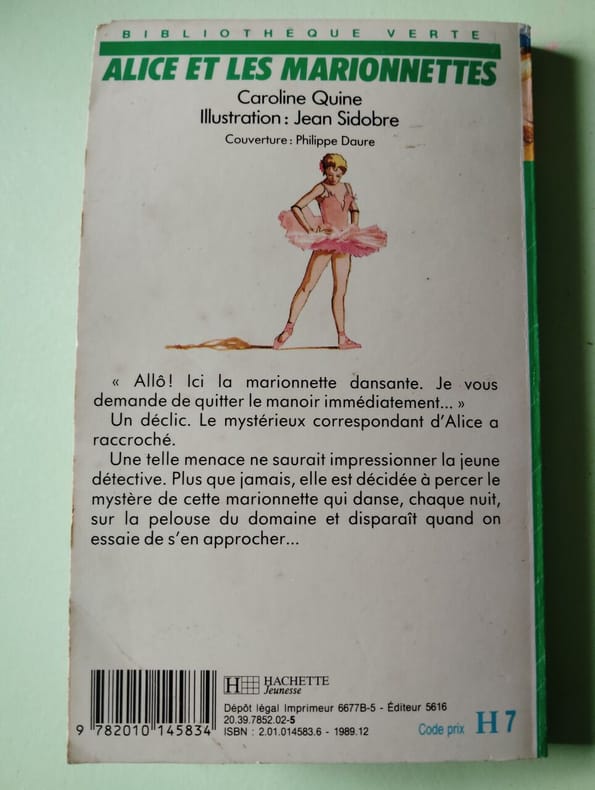 BIBLIOTHÈQUE VERTE
ALICE ET LES MARIONNETTES
Caroline Quine
Illustration : Jean Sidobre
Couverture : Philippe Daure
« Allô ! Ici la marionnette dansante. Je vous
demande de quitter le manoir immédiatement... »
Un déclic. Le mystérieux correspondant d'Alice a
raccroché.
Une telle menace ne saurait impressionner la jeune
détective. Plus que jamais, elle est décidée à percer le
mystère de cette marionnette qui danse, chaque nuit,
sur la pelouse du domaine et disparaît quand on
essaie de s'en approcher...
H HACHETTE
Jeunesse
Dépôt légal Imprimeur 6677B-5 - Éditeur 5616
20.39.7852.02-5
ISBN : 2.01.014583.6 - 1989.12
Code prix H 7
9 782010 145834